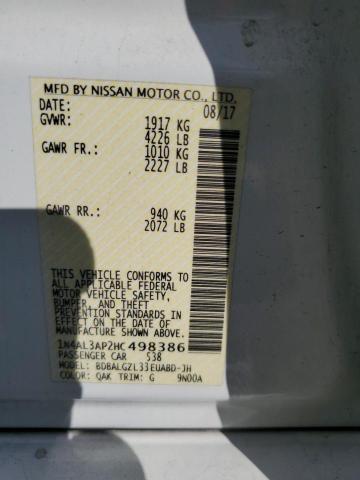 MFD BY NISSAN MOTOR CO., LTD.
DATE: 08/17
GVWR: 1917 KG
4226 LB
GAWR FR.: 1010 KG
2227 LB
GAWR RR.: 940 KG
2072 LB
THIS VEHICLE CONFORMS TO
ALL APPLICABLE FEDERAL
MOTOR VEHICLE SAFETY,
BUMPER, AND THEFT
PREVENTION STANDARDS IN
EFFECT ON THE DATE OF
MANUFACTURE SHOWN ABOVE.
1N4AL3AP2HC498386
PASSENGER CAR S38
MODEL: BDBALGZL33EUABD-JH
COLOR: QAK TRIM: G 9N00A